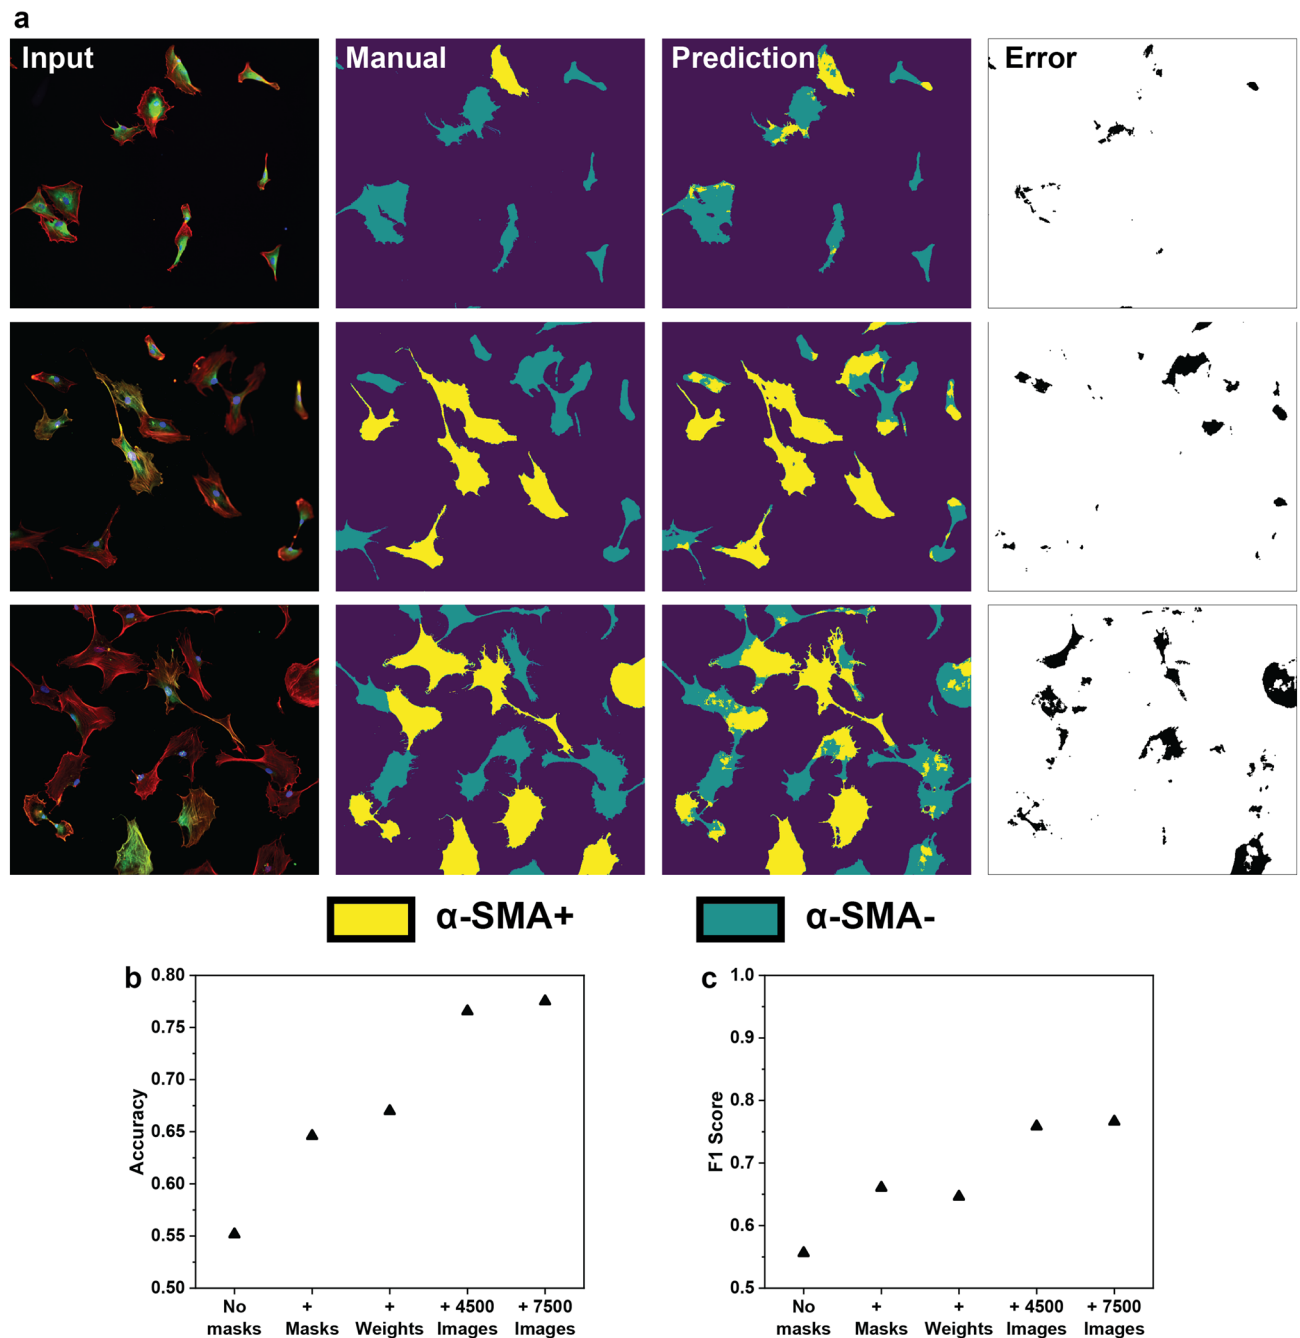 a
Input
Manual
Prediction
Error
α-SMA+
α-SMA-
b
0.80
0.75
0.70
0.65
0.60
0.55
0.50
Accuracy
No
masks
+
Masks
+
Weights
+ 4500
Images
+ 7500
Images
c
1.0
0.9
0.8
0.7
0.6
0.5
F1 Score
No
masks
+
Masks
+
Weights
+ 4500
Images
+ 7500
Images